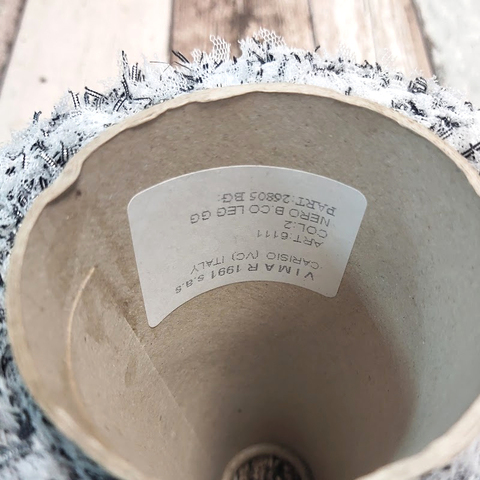 VIMAR 1991 s.a.s
CARISIO (VC) ITALY
ART:6111
COL:2
NERO B.CO LEG GG
PART:26805 BG: